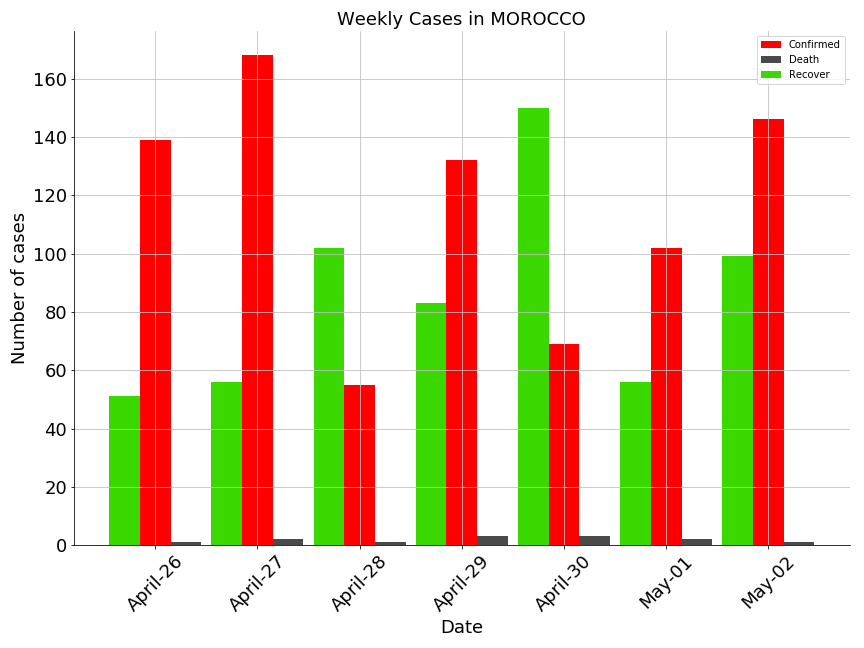 Weekly Cases in MOROCCO
Confirmed
Death
Recover
Number of cases
160
140
120
100
80
60
40
20
0
April-26
April-27
April-28
April-29
April-30
May-01
May-02
Date